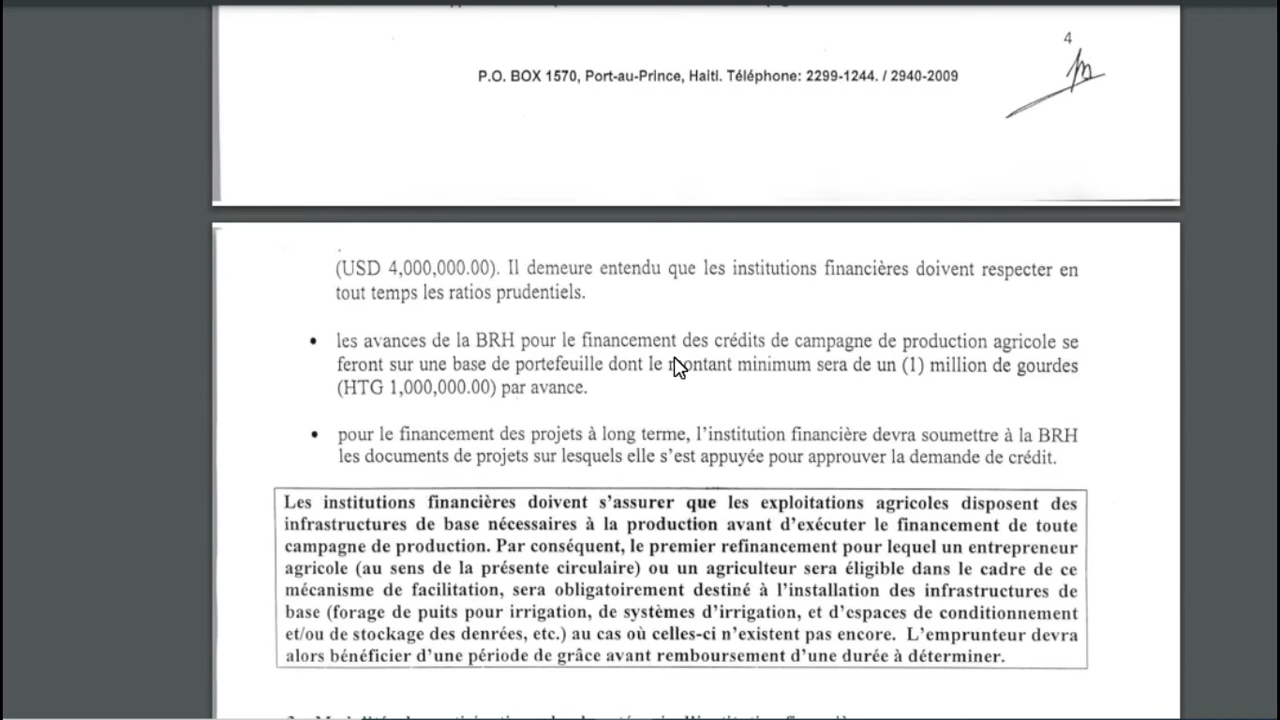 4
P.O. BOX 1570, Port-au-Prince, Haiti. Téléphone: 2299-1244. / 2940-2009
(USD 4,000,000.00). Il demeure entendu que les institutions financières doivent respecter en
tout temps les ratios prudentiels.
• les avances de la BRH pour le financement des crédits de campagne de production agricole se
feront sur une base de portefeuille dont le montant minimum sera de un (1) million de gourdes
(HTG 1,000,000.00) par avance.
• pour le financement des projets à long terme, l’institution financière devra soumettre à la BRH
les documents de projets sur lesquels elle s’est appuyée pour approuver la demande de crédit.
Les institutions financières doivent s’assurer que les exploitations agricoles disposent des
infrastructures de base nécessaires à la production avant d’exécuter le financement de toute
campagne de production. Par conséquent, le premier refinancement pour lequel un entrepreneur
agricole (au sens de la présente circulaire) ou un agriculteur sera éligible dans le cadre de ce
mécanisme de facilitation, sera obligatoirement destiné à l’installation des infrastructures de
base (forage de puits pour irrigation, de systèmes d’irrigation, et d’espaces de conditionnement
et/ou de stockage des denrées, etc.) au cas où celles-ci n’existent pas encore. L’emprunteur devra
alors bénéficier d’une période de grâce avant remboursement d’une durée à déterminer.